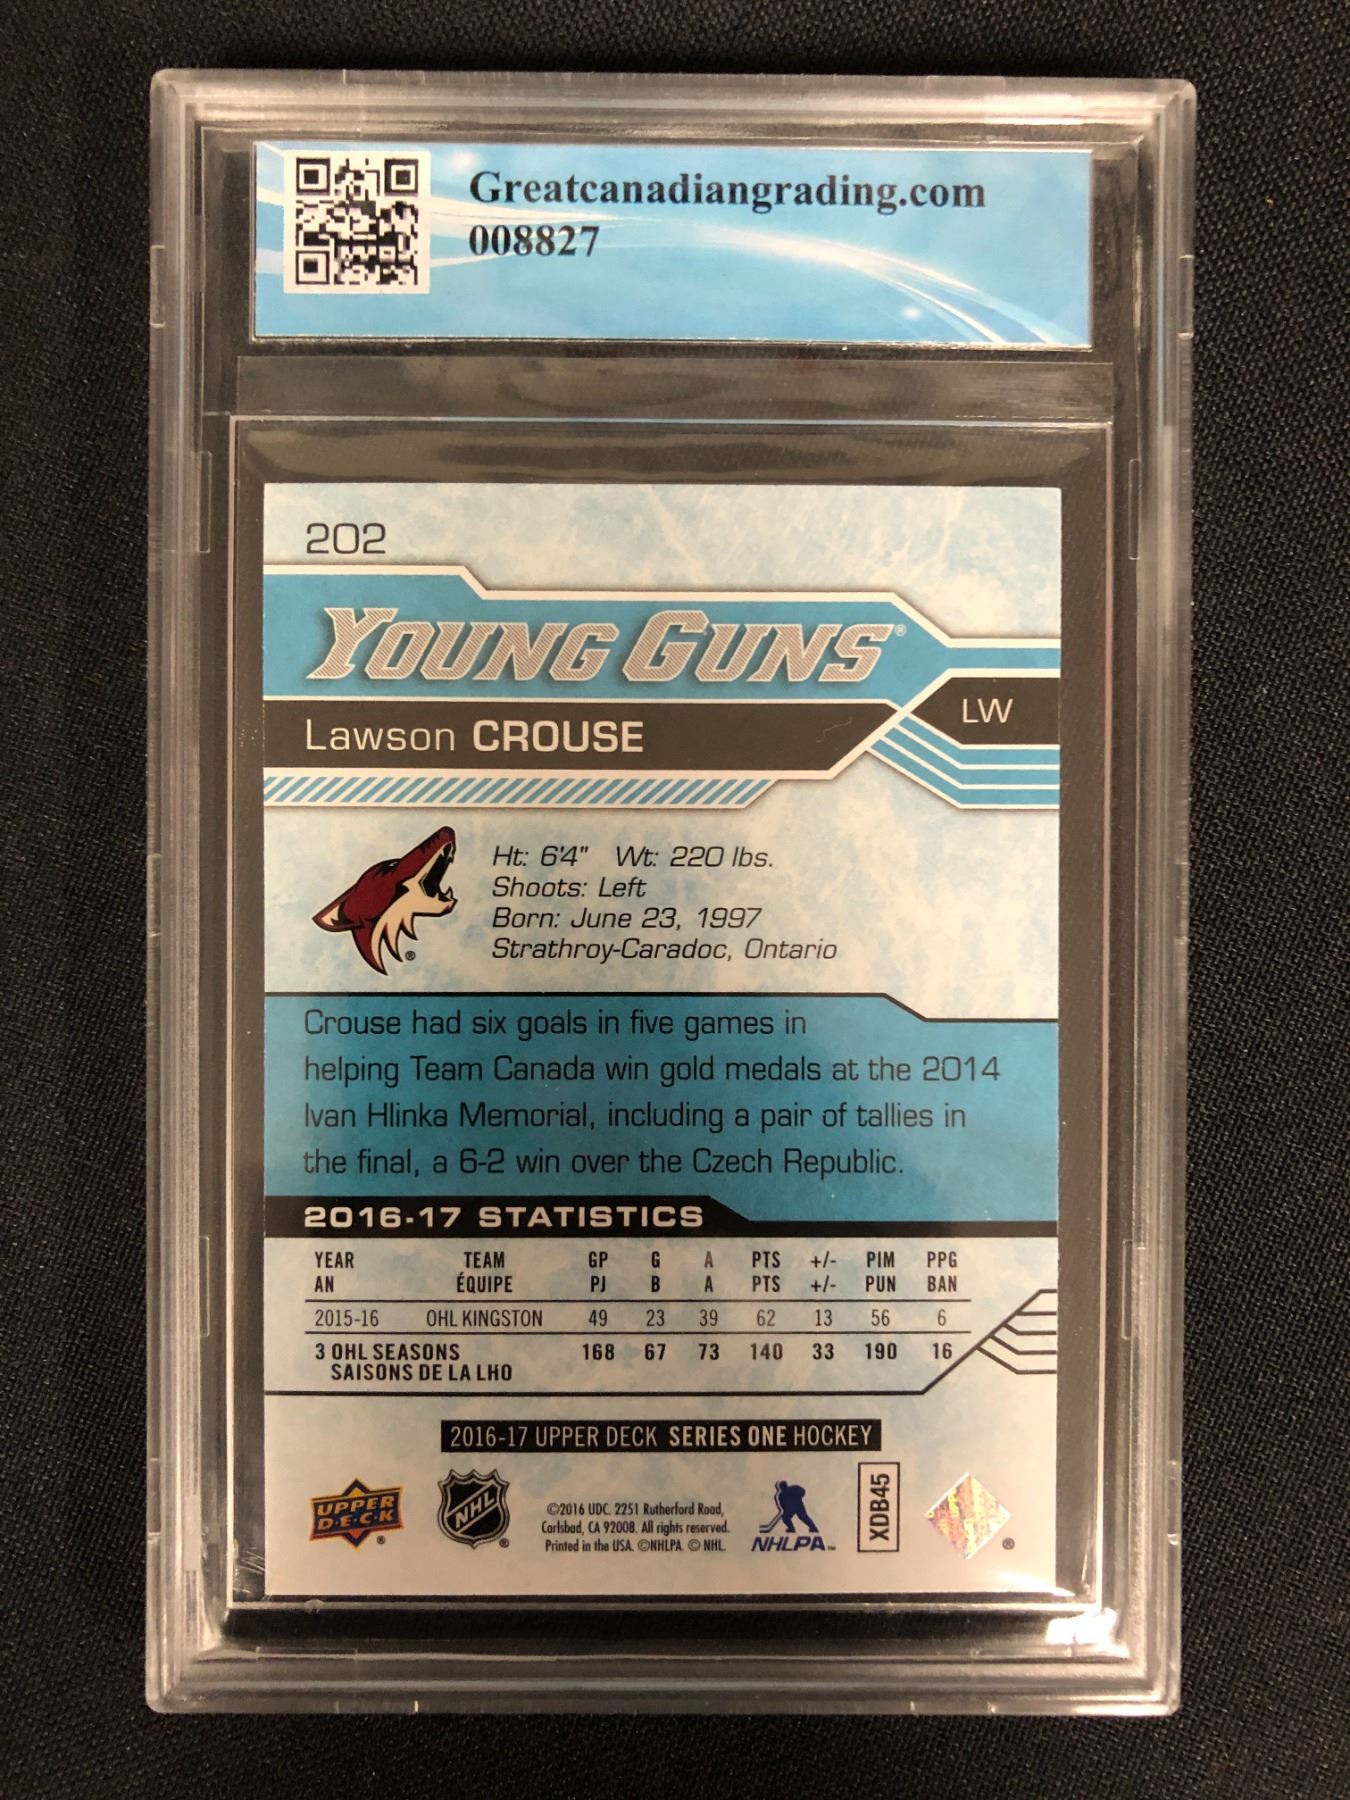 Greatcanadiangrading.com
008827
202
YOUNG GUNS®
Lawson CROUSE
LW
Ht: 6'4" Wt: 220 lbs.
Shoots: Left
Born: June 23, 1997
Strathroy-Caradoc, Ontario
®
Crouse had six goals in five games in
helping Team Canada win gold medals at the 2014
Ivan Hlinka Memorial, including a pair of tallies in
the final, a 6-2 win over the Czech Republic.
2016-17 STATISTICS
YEAR TEAM GP G A PTS +/- PIM PPG
AN ÉQUIPE PJ B A PTS +/- PUN BAN
2015-16 OHL KINGSTON 49 23 39 62 13 56 6
3 OHL SEASONS 168 67 73 140 33 190 16
SAISONS DE LA LHO
2016-17 UPPER DECK SERIES ONE HOCKEY
UPPER
D·E·C·K ®
NHL ®
©2016 UDC. 2251 Rutherford Road,
Carlsbad, CA 92008. All rights reserved.
Printed in the USA. ©NHLPA. © NHL.
NHLPA™
XDB45
®